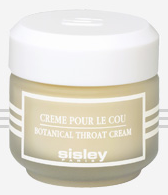 CREME POUR LE COU
BOTANICAL THROAT CREAM
sisley
PARIS